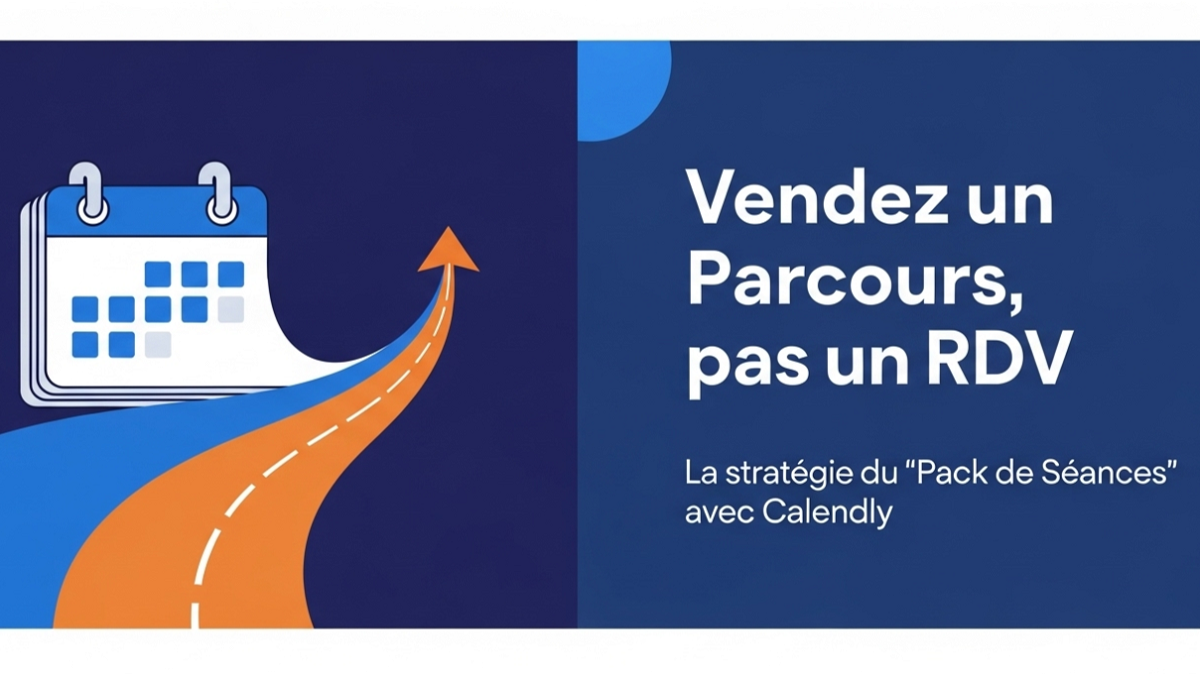 Vendez un
Parcours,
pas un RDV
La stratégie du “Pack de Séances”
avec Calendly